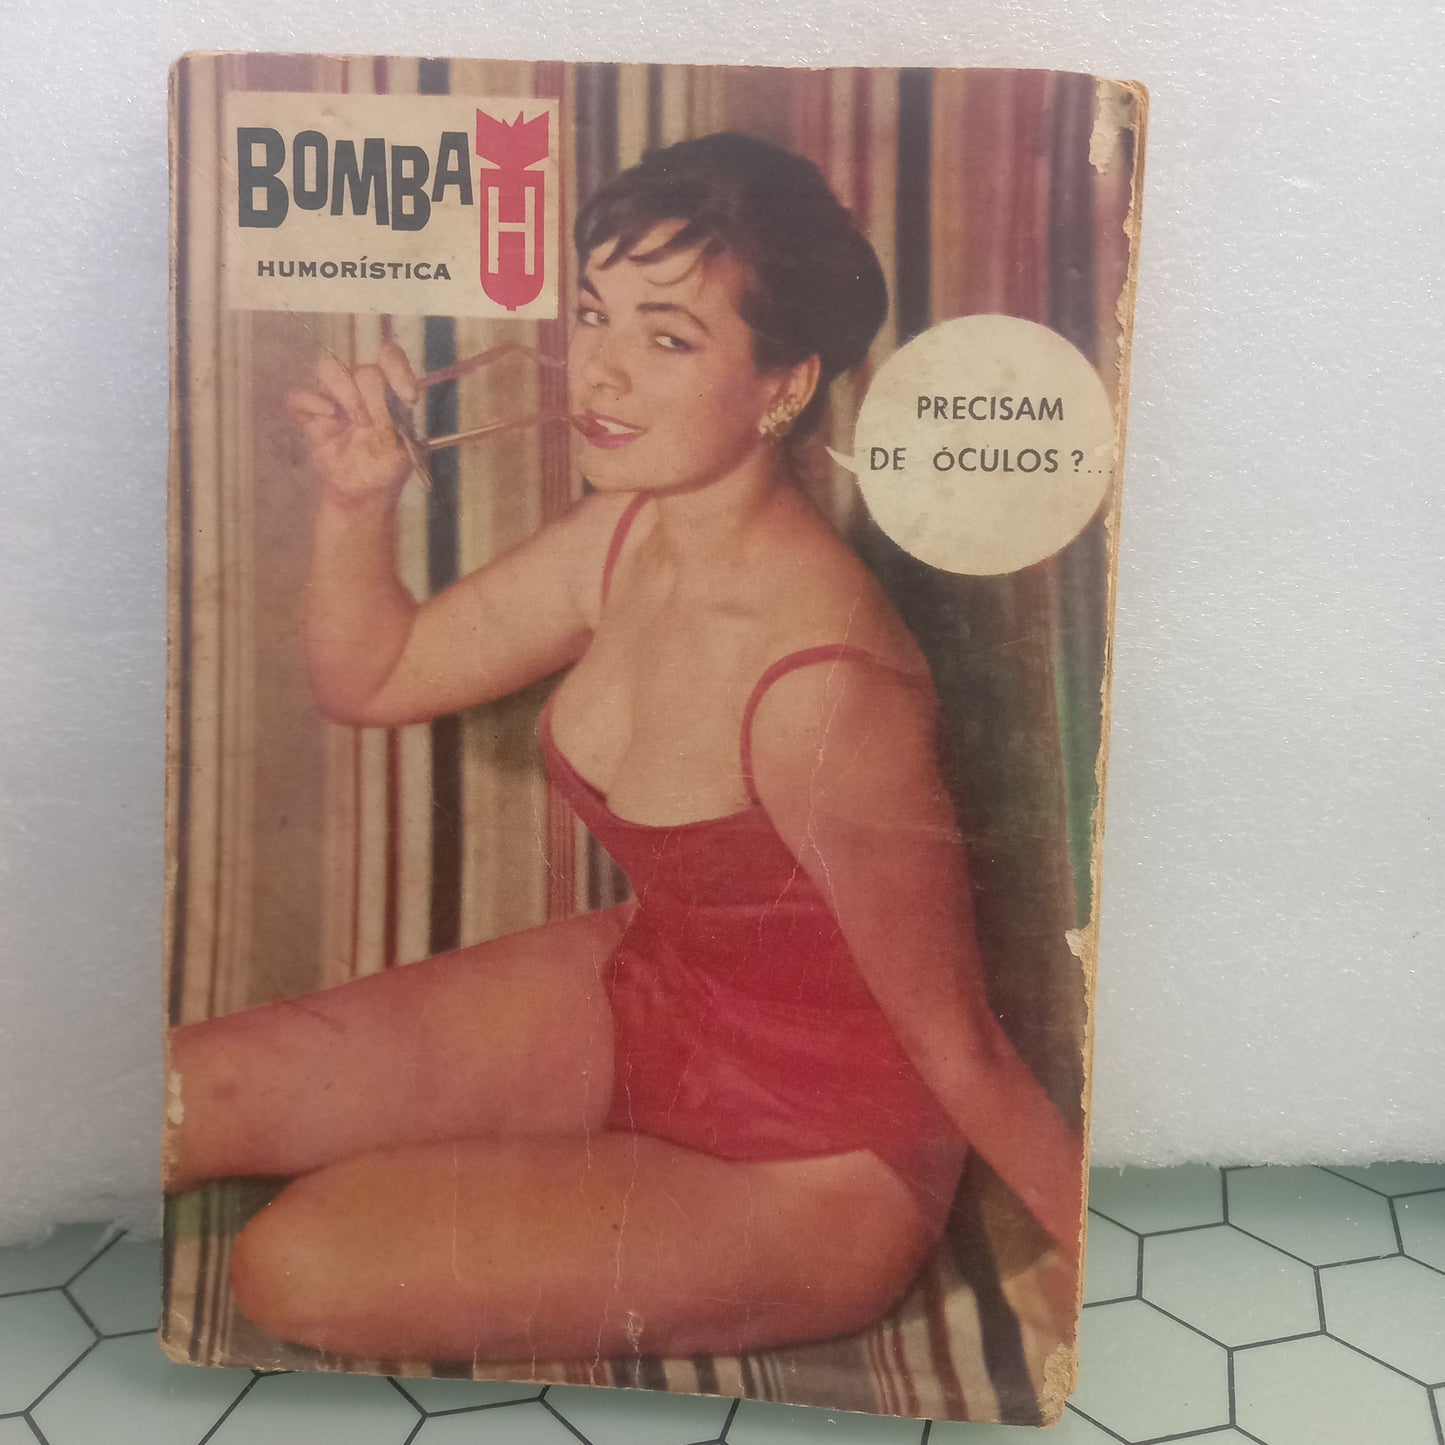 BOMBA
H
HUMORÍSTICA
PRECISAM
DE ÓCULOS ?...